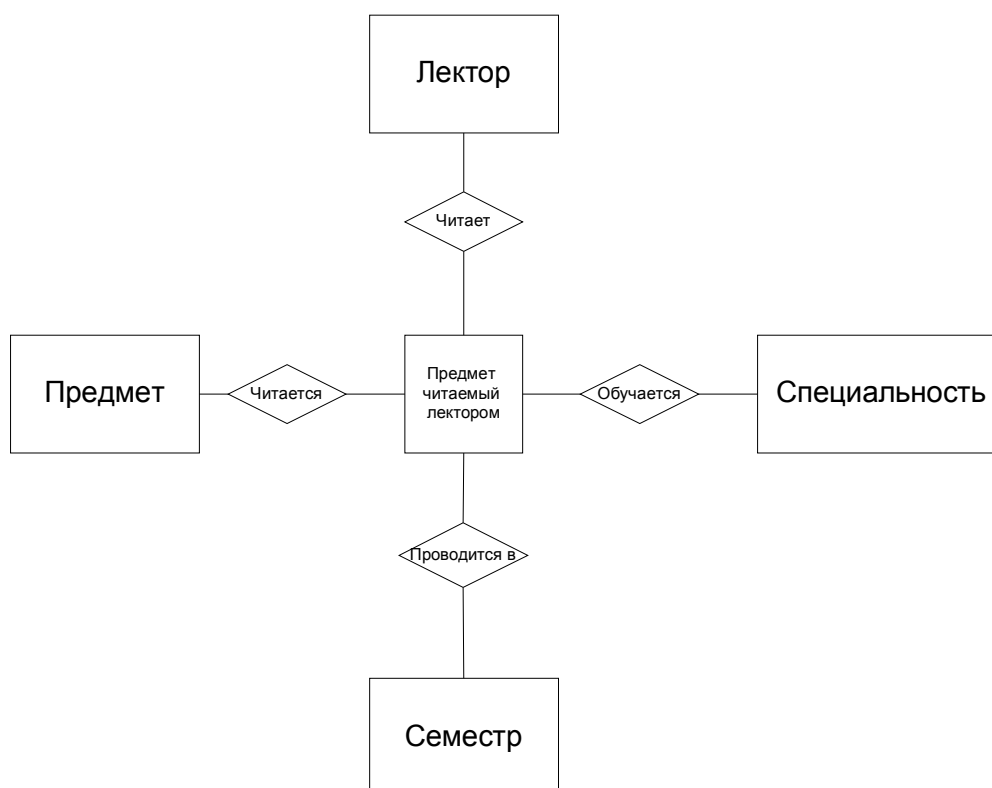 Лектор
Читает
Предмет
Читается
Предмет
читаемый
лектором
Обучается
Специальность
Проводится в
Семестр